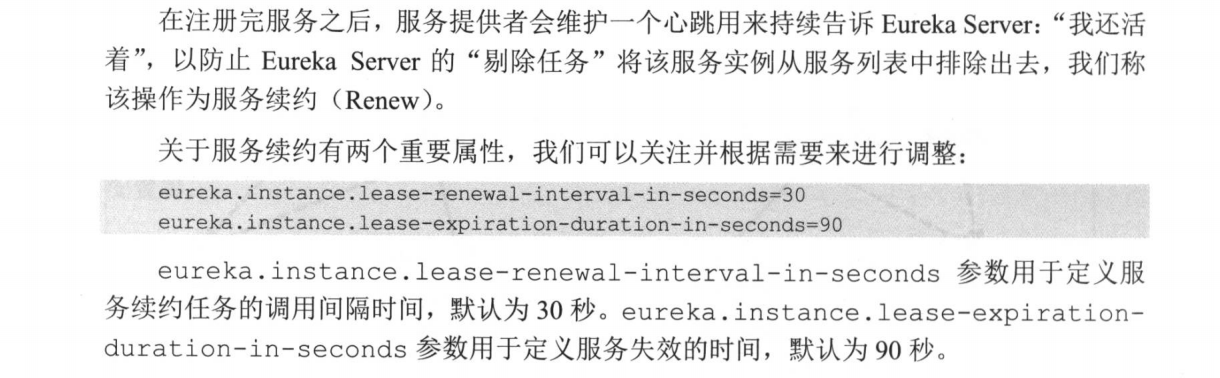 在注册完服务之后，服务提供者会维护一个心跳用来持续告诉 Eureka Server：“我还活
着”，以防止 Eureka Server 的“剔除任务”将该服务实例从服务列表中排除出去，我们称
该操作为服务续约（Renew）。
关于服务续约有两个重要属性，我们可以关注并根据需要来进行调整：
eureka.instance.lease-renewal-interval-in-seconds=30
eureka.instance.lease-expiration-duration-in-seconds=90
eureka.instance.lease-renewal-interval-in-seconds 参数用于定义服
务续约任务的调用间隔时间，默认为 30 秒。eureka.instance.lease-expiration-
duration-in-seconds 参数用于定义服务失效的时间，默认为 90 秒。